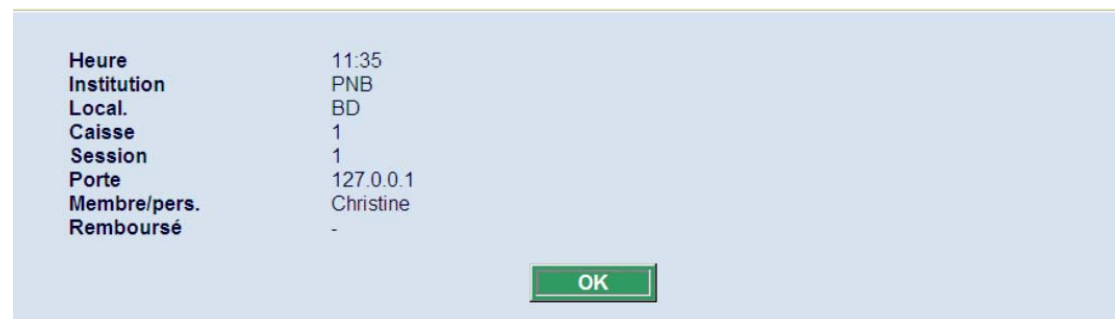 Heure 11:35
Institution PNB
Local. BD
Caisse 1
Session 1
Porte 127.0.0.1
Membre/pers. Christine
Remboursé -
OK